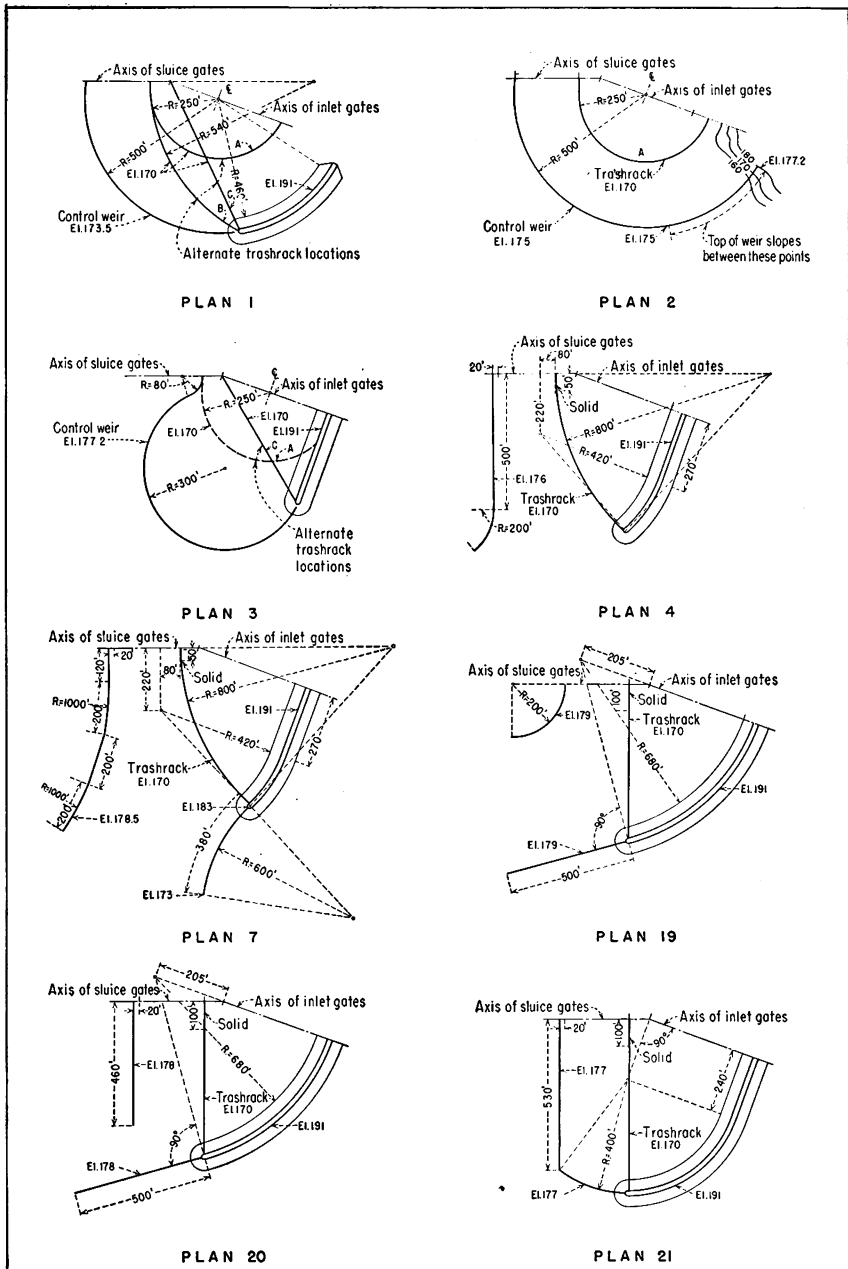 Axis of sluice gates
℄
R=250'
Axis of inlet gates
R=540'
R=500'
A
El.170
R=460'
El.191
C
B
Control weir
El.173.5
Alternate trashrack locations
PLAN 1
Axis of sluice gates
℄
Axis of inlet gates
R=250'
R=500'
180
170
160
El.177.2
A
Trashrack
El.170
Control weir
El.175
El.175
Top of weir slopes
between these points
PLAN 2
Axis of sluice gates
℄
R=80'
Axis of inlet gates
R=250'
El.170
Control weir
El.177 2
El.170
El.191
C
A
R=300'
Alternate
trashrack
locations
PLAN 3
Axis of sluice gates
20'
80'
50'
Axis of inlet gates
Solid
220'
R=800'
El.191
500'
R=420'
270'
El.176
Trashrack
El.170
R=200'
PLAN 4
Axis of sluice gates
Axis of inlet gates
120'
20'
50'
80'
Solid
220'
R=800'
R=1000'
El.191
200'
R=420'
270'
200'
Trashrack
El.170
R=1000'
El.183
200'
El.178.5
380'
R=600'
El.173
PLAN 7
205'
Axis of sluice gates
Axis of inlet gates
R=200'
100'
Solid
El.179
Trashrack
El.170
R=680'
El.191
90°
El.179
500'
PLAN 19
205'
Axis of sluice gates
Axis of inlet gates
20'
100'
Solid
460'
El.178
R=680'
Trashrack
El.170
El.191
90°
El.178
500'
PLAN 20
Axis of sluice gates
Axis of inlet gates
20'
100'
90°
Solid
530'
El.177
240'
Trashrack
El.170
R=400'
El.177
El.191
PLAN 21